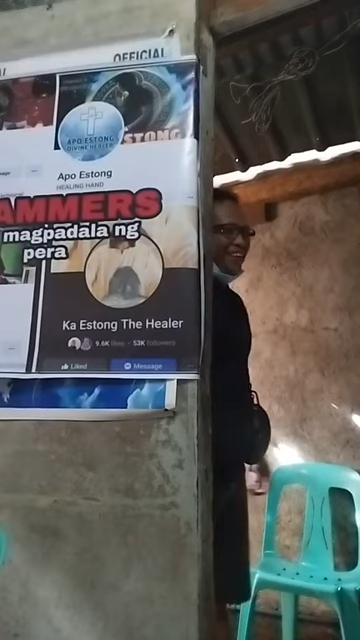 OFFICIAL
APO ESTONG
DIVINE HEALER
STONG
Apo Estong
HEALING HAND
AMMERS
magpadala ng
pera
Ka Estong The Healer
9.6K likes • 53K followers
Liked
Message